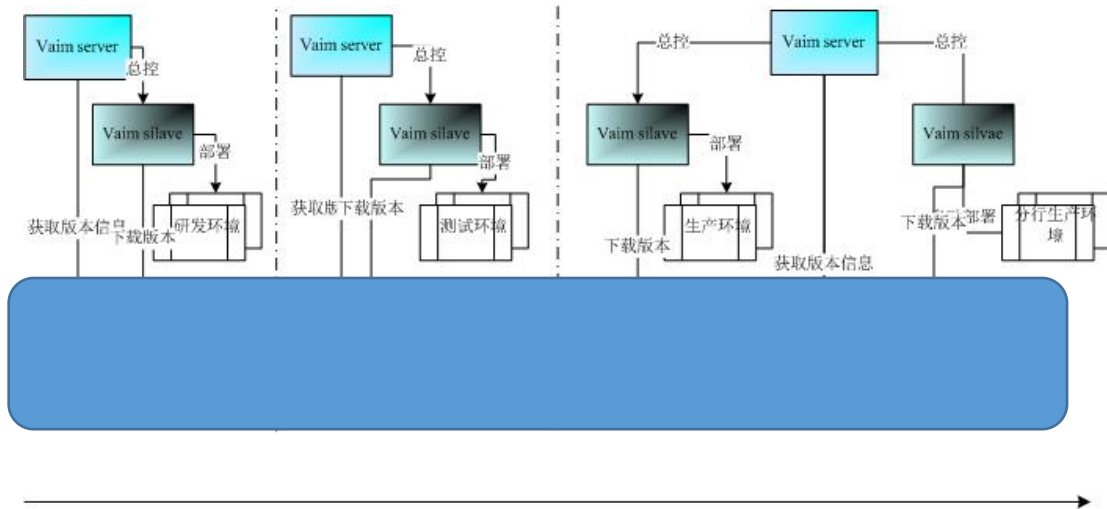 Vaim server
总控
Vaim silave
部署
研发环境
获取版本信息
下载版本
Vaim server
总控
Vaim silave
部署
测试环境
获取
下载版本
Vaim server
总控
总控
Vaim silave
部署
生产环境
下载版本
获取版本信息
Vaim silvae
部署
下载版本
分行生产环
境